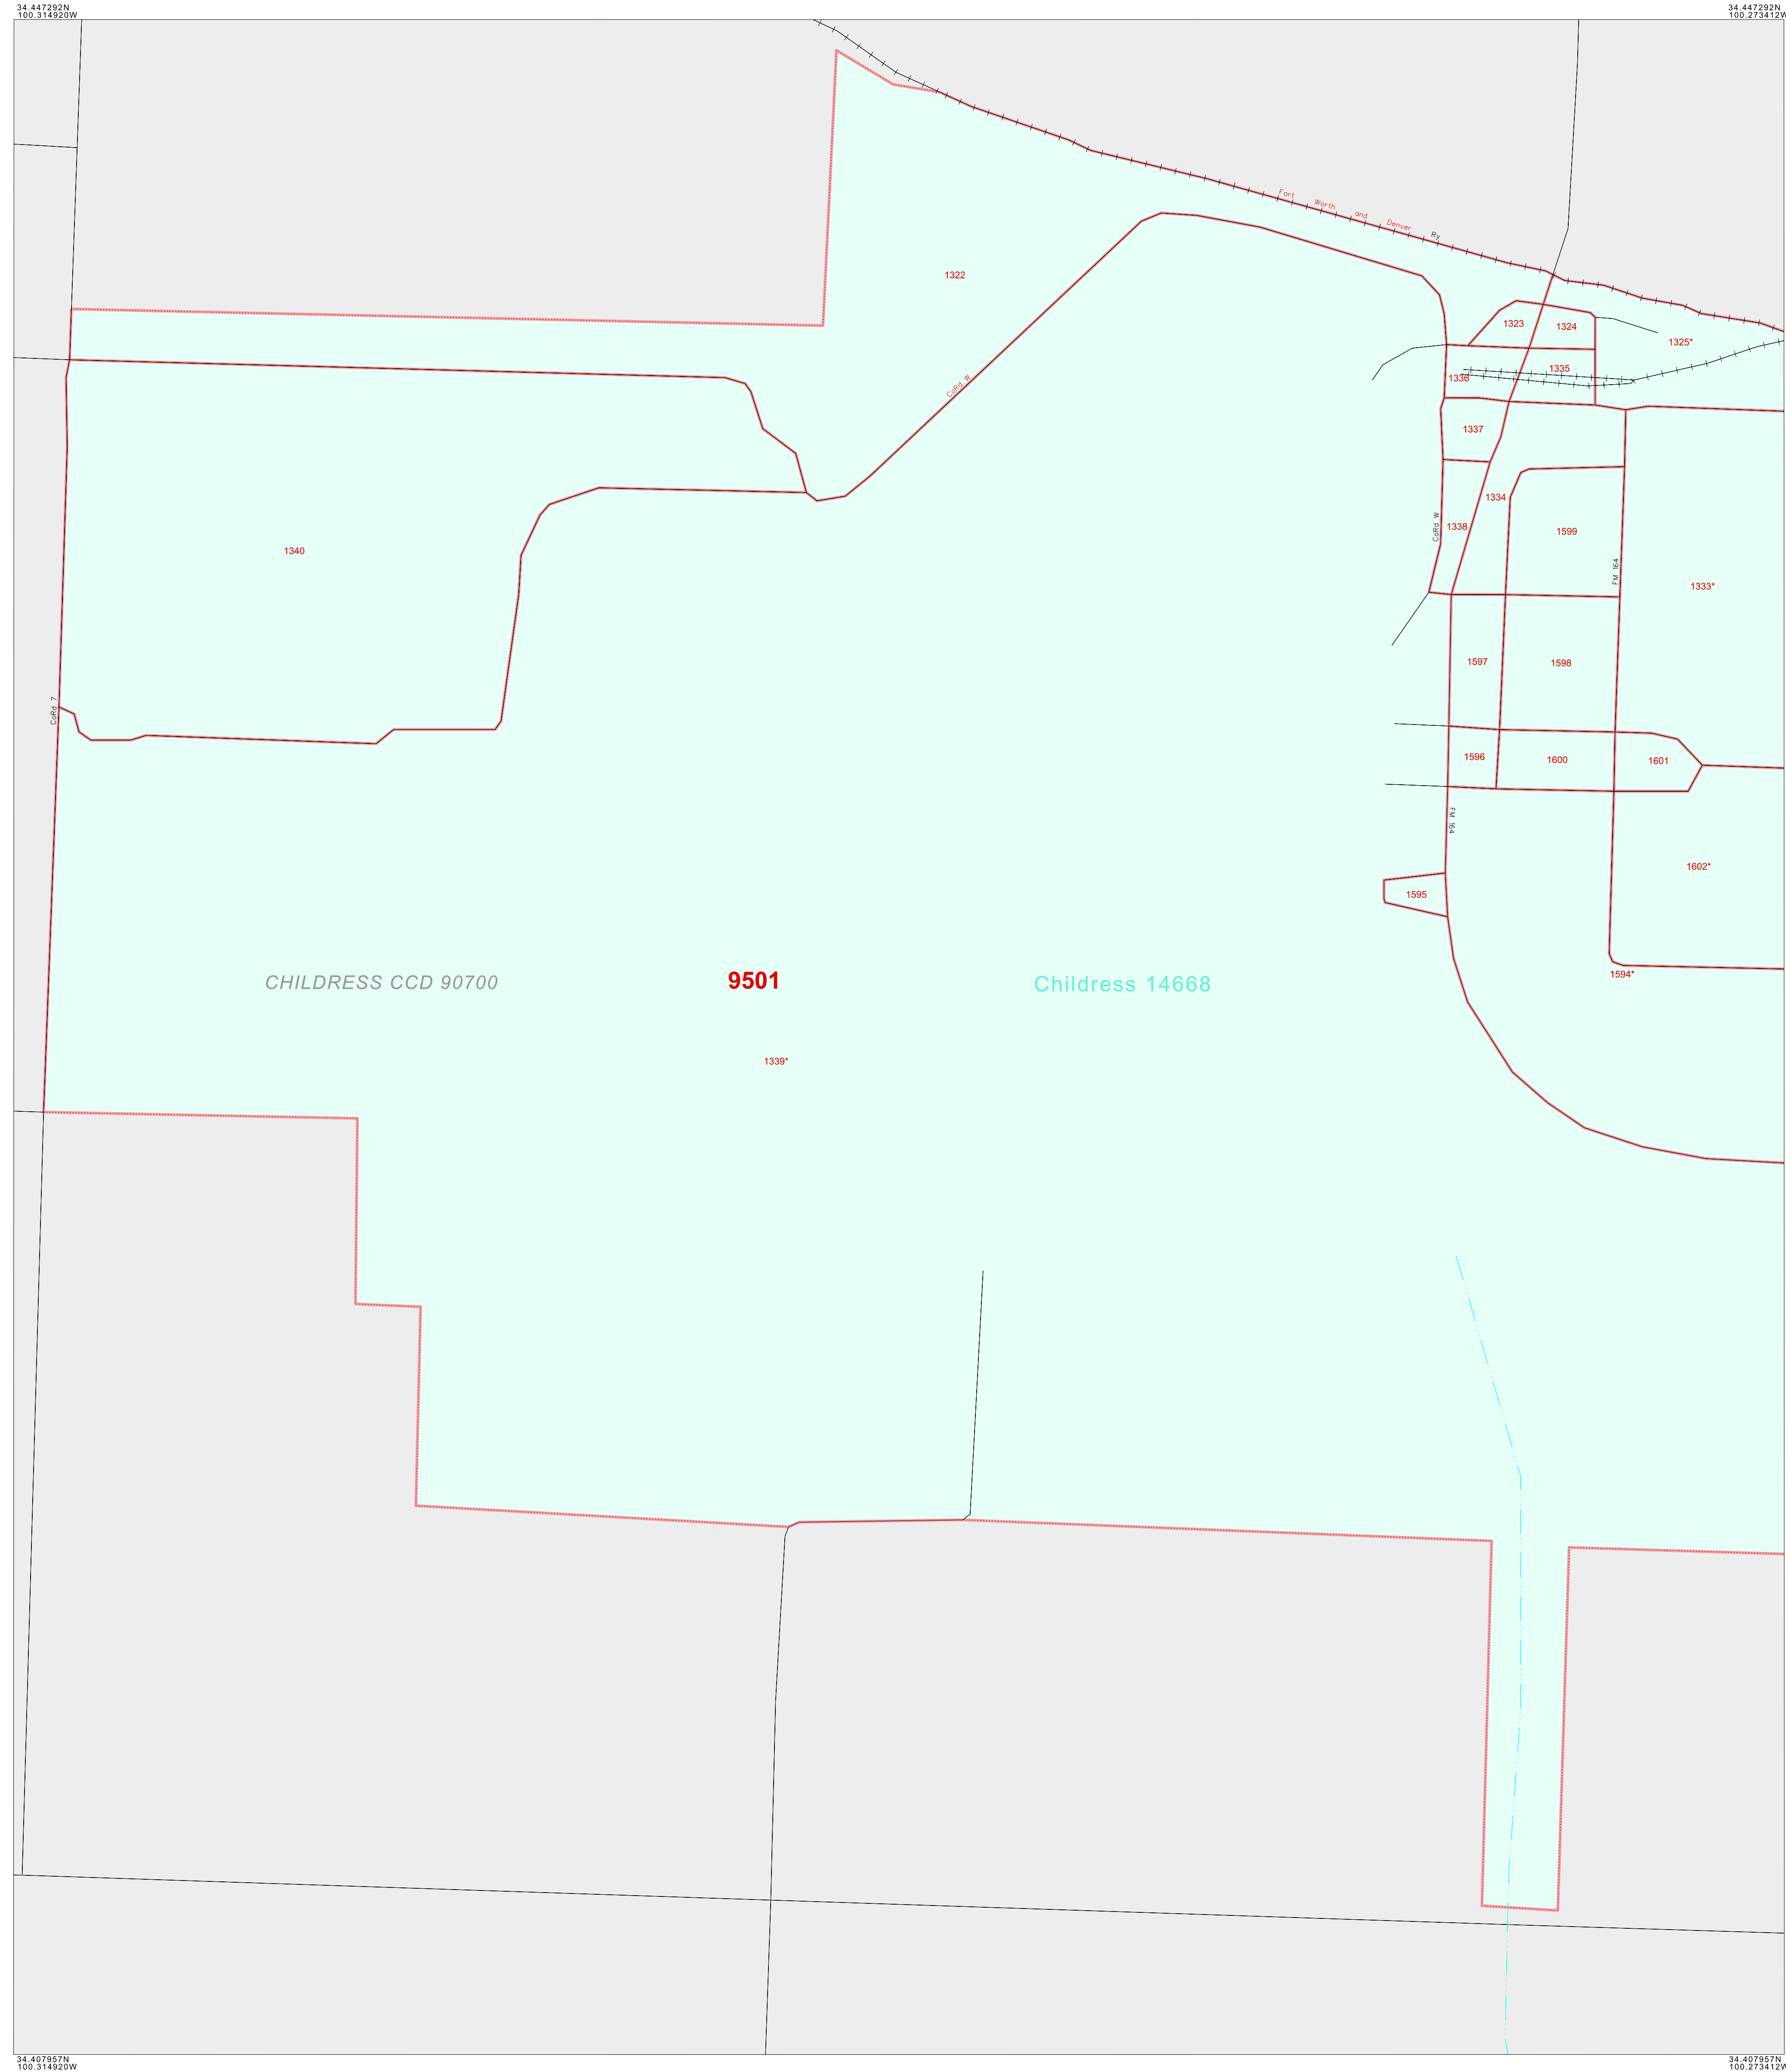 34.447292N
100.314920W
34.447292N
100.273412W
Fort Worth and Denver Ry
1322
1323
1324
1325*
1335
1336
CoRd W
1337
1334
1338
CoRd W
1599
FM 164
1340
1333*
1597
1598
CoRd 7
1596
1600
1601
FM 164
1602*
1595
1594*
CHILDRESS CCD 90700
9501
Childress 14668
1339*
34.407957N
100.314920W
34.407957N
100.273412W